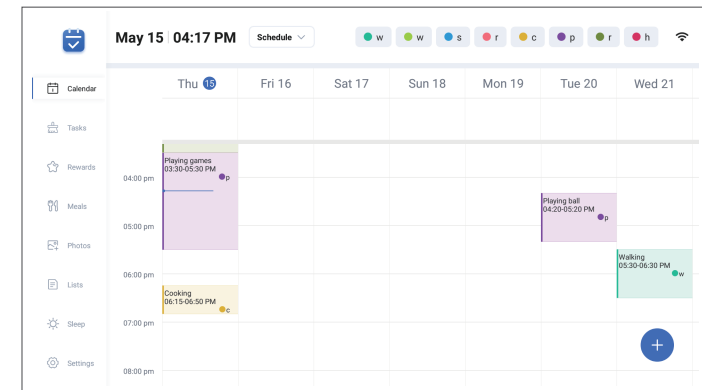 May 15 04:17 PM Schedule w w s r c p r h
Calendar
Tasks
Rewards
Meals
Photos
Lists
Sleep
Settings
Thu 15 Fri 16 Sat 17 Sun 18 Mon 19 Tue 20 Wed 21
04:00 pm
05:00 pm
06:00 pm
07:00 pm
08:00 pm
Playing games
03:30-05:30 PM
p
Cooking
06:15-06:50 PM
c
Playing ball
04:20-05:20 PM
p
Walking
05:30-06:30 PM
w
+